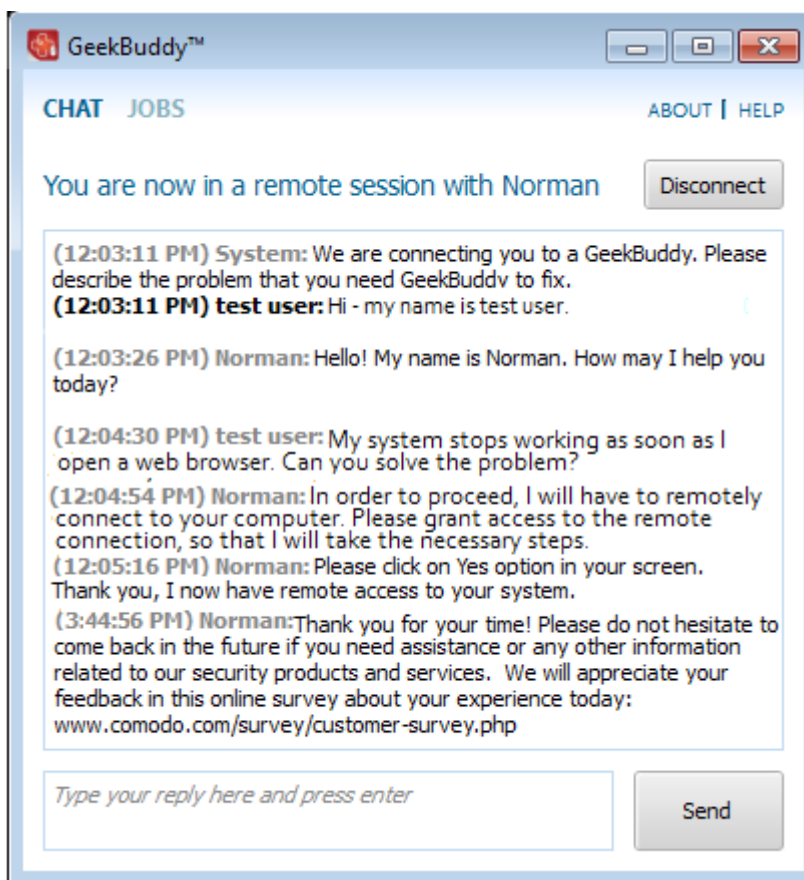 GeekBuddy™
CHAT JOBS
ABOUT | HELP
You are now in a remote session with Norman
Disconnect
(12:03:11 PM) System: We are connecting you to a GeekBuddy. Please
describe the problem that you need GeekBuddy to fix.
(12:03:11 PM) test user: Hi - my name is test user.
(12:03:26 PM) Norman: Hello! My name is Norman. How may I help you
today?
(12:04:30 PM) test user: My system stops working as soon as I
open a web browser. Can you solve the problem?
(12:04:54 PM) Norman: In order to proceed, I will have to remotely
connect to your computer. Please grant access to the remote
connection, so that I will take the necessary steps.
(12:05:16 PM) Norman: Please click on Yes option in your screen.
Thank you, I now have remote access to your system.
(3:44:56 PM) Norman:Thank you for your time! Please do not hesitate to
come back in the future if you need assistance or any other information
related to our security products and services. We will appreciate your
feedback in this online survey about your experience today:
www.comodo.com/survey/customer-survey.php
Type your reply here and press enter
Send